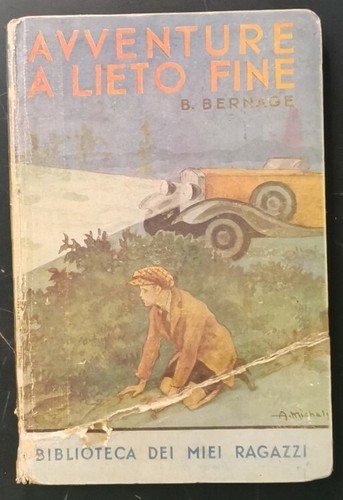 AVVENTURE
A LIETO FINE
B. BERNAGE
BIBLIOTECA DEI MIEI RAGAZZI